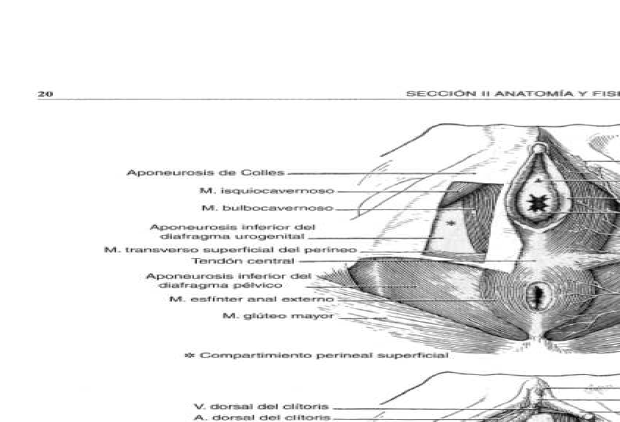 20
SECCIÓN II ANATOMÍA Y FISI
Aponeurosis de Colles
M. isquiocavernoso
M. bulbocavernoso
Aponeurosis inferior del
diafragma urogenital
M. transverso superficial del períneo
Tendón central
Aponeurosis inferior del
diafragma pélvico
M. esfínter anal externo
M. glúteo mayor
* Compartimiento perineal superficial
V. dorsal del clítoris
A. dorsal del clítoris